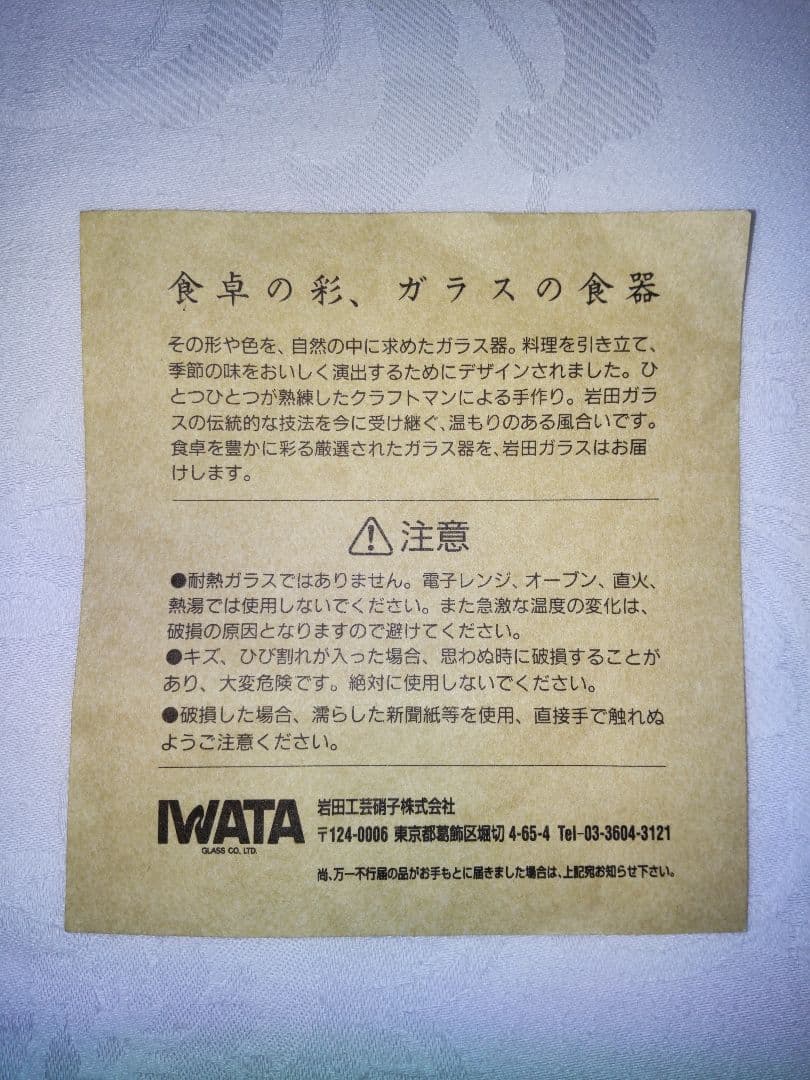 食卓の彩、ガラスの食器
その形や色を、自然の中に求めたガラス器。料理を引き立て、
季節の味をおいしく演出するためにデザインされました。ひ
とつひとつが熟練したクラフトマンによる手作り。岩田ガラ
スの伝統的な技法を今に受け継ぐ、温もりのある風合いです。
食卓を豊かに彩る厳選されたガラス器を、岩田ガラスはお届
けします。
注意
●耐熱ガラスではありません。電子レンジ、オーブン、直火、
熱湯では使用しないでください。また急激な温度の変化は、
破損の原因となりますので避けてください。
●キズ、ひび割れが入った場合、思わぬ時に破損することが
あり、大変危険です。絶対に使用しないでください。
●破損した場合、濡らした新聞紙等を使用、直接手で触れぬ
ようご注意ください。
IWATA
GLASS CO., LTD.
岩田工芸硝子株式会社
〒124-0006 東京都葛飾区堀切 4-65-4 Tel-03-3604-3121
尚、万一不行届の品がお手もとに届きました場合は、上記宛お知らせ下さい。